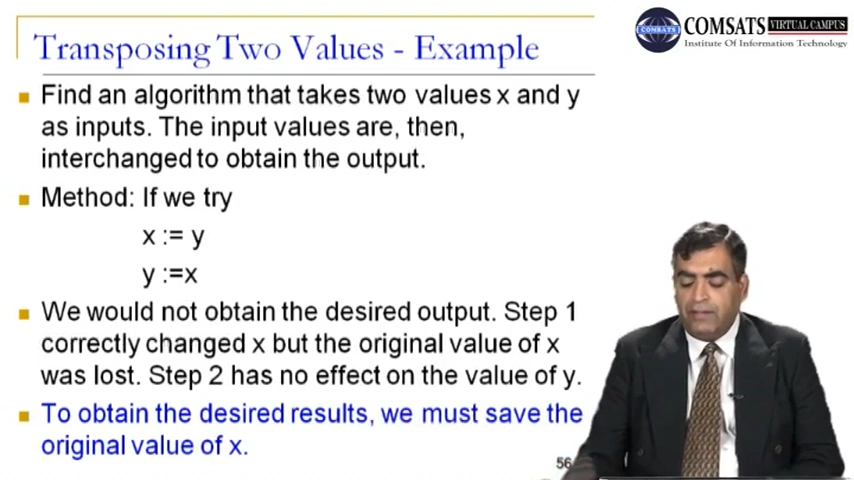 Transposing Two Values - Example
COMSATS VIRTUAL CAMPUS
Institute Of Information Technology
COMSATS
Find an algorithm that takes two values x and y
as inputs. The input values are, then,
interchanged to obtain the output.
Method: If we try
x := y
y :=x
We would not obtain the desired output. Step 1
correctly changed x but the original value of x
was lost. Step 2 has no effect on the value of y.
To obtain the desired results, we must save the
original value of x.
56